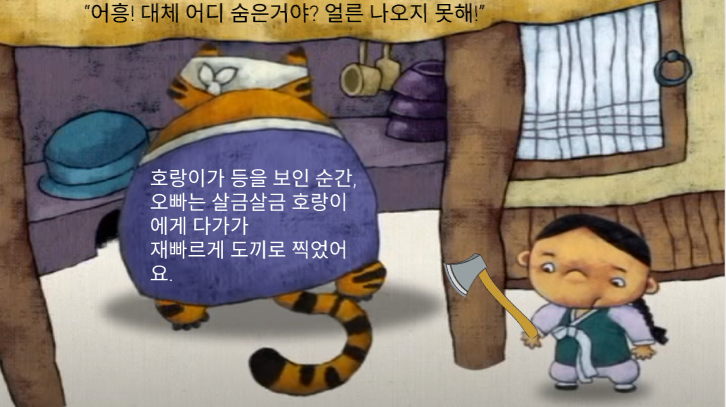 “어흥! 대체 어디 숨은거야? 얼른 나오지 못해!”
호랑이가 등을 보인 순간,
오빠는 살금살금 호랑이
에게 다가가
재빠르게 도끼로 찍었어
요.